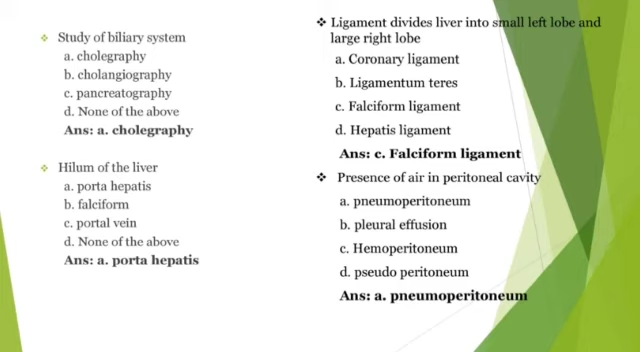 Study of biliary system
a. cholegraphy
b. cholangiography
c. pancreatography
d. None of the above
Ans: a. cholegraphy
Hilum of the liver
a. porta hepatis
b. falciform
c. portal vein
d. None of the above
Ans: a. porta hepatis
Ligament divides liver into small left lobe and
large right lobe
a. Coronary ligament
b. Ligamentum teres
c. Falciform ligament
d. Hepatis ligament
Ans: c. Falciform ligament
Presence of air in peritoneal cavity
a. pneumoperitoneum
b. pleural effusion
c. Hemoperitoneum
d. pseudo peritoneum
Ans: a. pneumoperitoneum